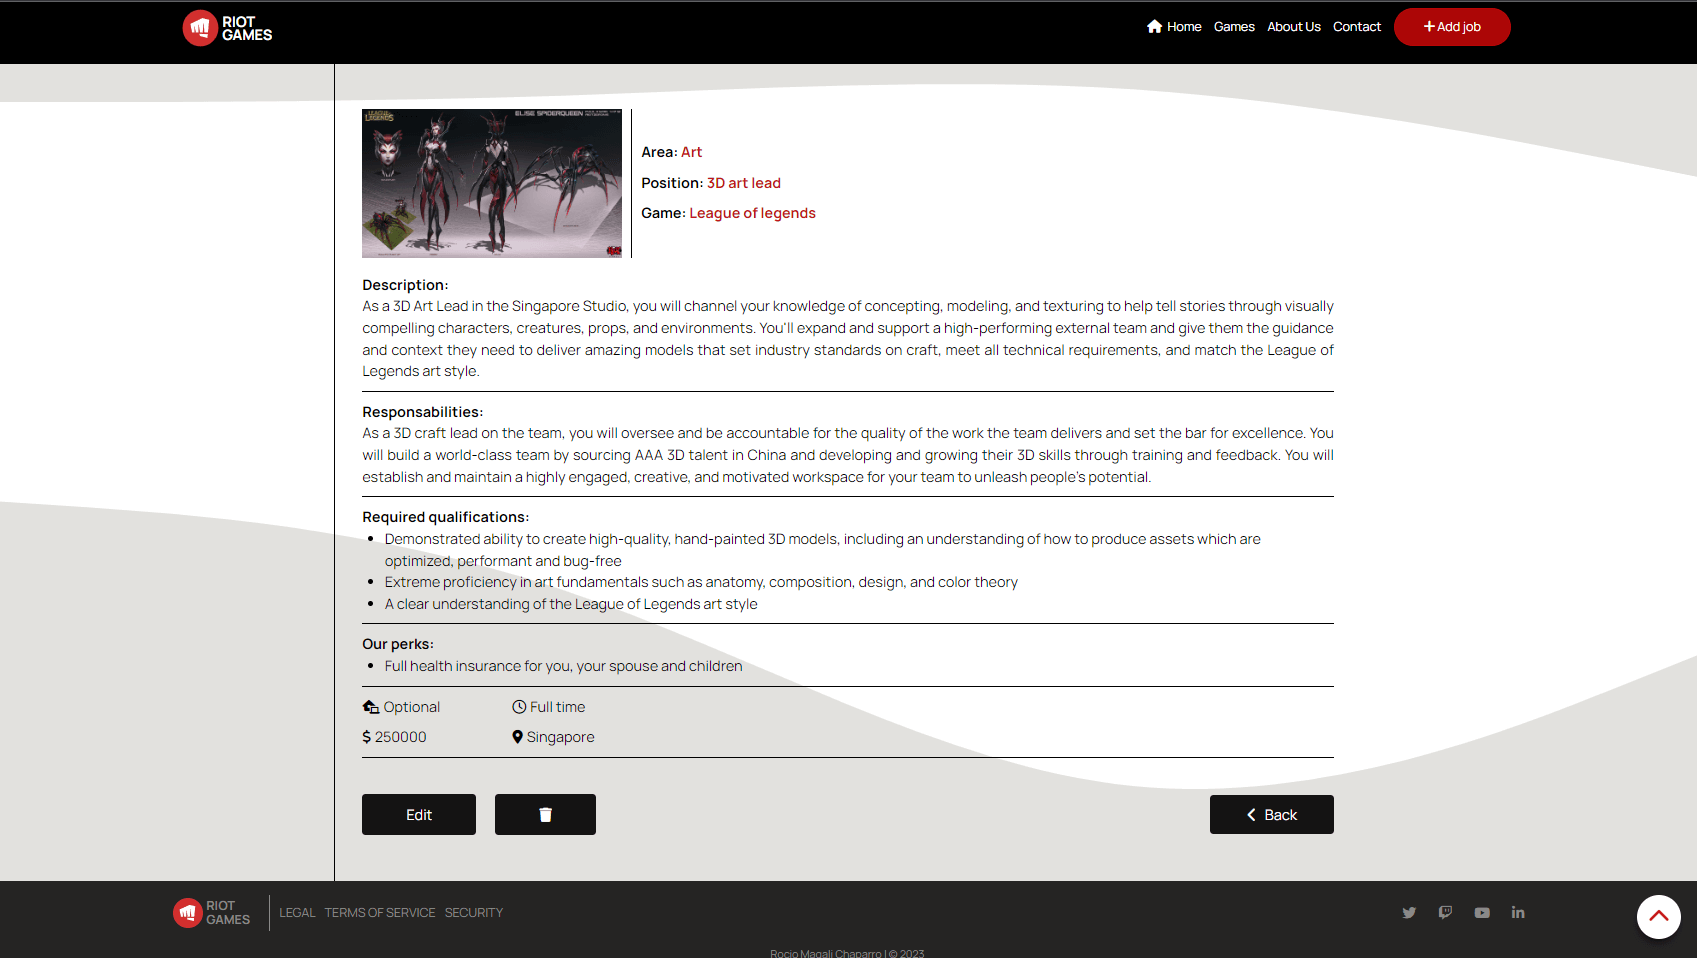 RIOT
GAMES
Home Games About Us Contact Add job
LEAGUE OF
LEGENDS
ELISE SPIDERQUEEN
Area: Art
Position: 3D art lead
Game: League of legends
Description:
As a 3D Art Lead in the Singapore Studio, you will channel your knowledge of concepting, modeling, and texturing to help tell stories through visually
compelling characters, creatures, props, and environments. You'll expand and support a high-performing external team and give them the guidance
and context they need to deliver amazing models that set industry standards on craft, meet all technical requirements, and match the League of
Legends art style.
Responsabilities:
As a 3D craft lead on the team, you will oversee and be accountable for the quality of the work the team delivers and set the bar for excellence. You
will build a world-class team by sourcing AAA 3D talent in China and developing and growing their 3D skills through training and feedback. You will
establish and maintain a highly engaged, creative, and motivated workspace for your team to unleash people's potential.
Required qualifications:
• Demonstrated ability to create high-quality, hand-painted 3D models, including an understanding of how to produce assets which are
optimized, performant and bug-free
• Extreme proficiency in art fundamentals such as anatomy, composition, design, and color theory
• A clear understanding of the League of Legends art style
Our perks:
• Full health insurance for you, your spouse and children
Optional Full time
$ 250000 Singapore
Edit Back
RIOT
GAMES
LEGAL TERMS OF SERVICE SECURITY
Rocio Magali Chaparro | © 2023